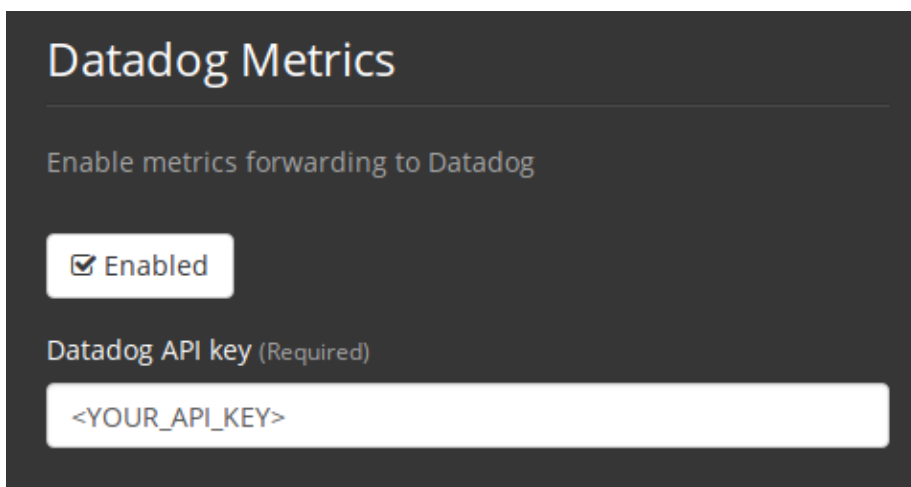 Datadog Metrics
Enable metrics forwarding to Datadog
Enabled
Datadog API key (Required)
<YOUR_API_KEY>